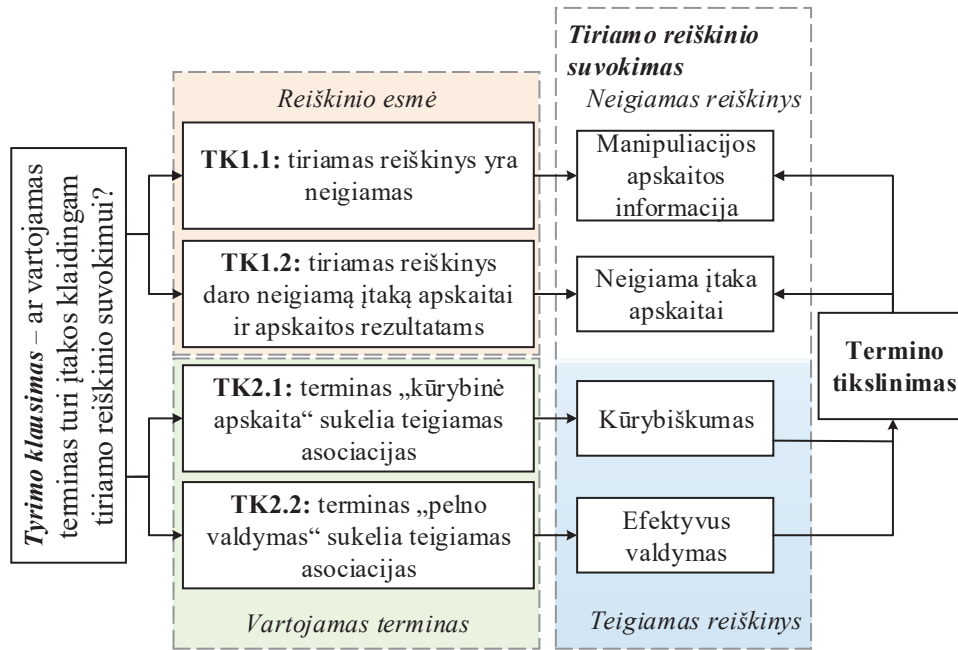 Tyrimo klausimas – ar vartojamas
terminas turi įtakos klaidingam
tiriamo reiškinio suvokimui?
Reiškinio esmė
TK1.1: tiriamas reiškinys yra
neigiamas
TK1.2: tiriamas reiškinys
daro neigiamą įtaką apskaitai
ir apskaitos rezultatams
TK2.1: terminas „kūrybinė
apskaita“ sukelia teigiamas
asociacijas
TK2.2: terminas „pelno
valdymas“ sukelia teigiamas
asociacijas
Vartojamas terminas
Tiriamo reiškinio
suvokimas
Neigiamas reiškinys
Manipuliacijos
apskaitos
informacija
Neigiama įtaka
apskaitai
Kūrybiškumas
Efektyvus
valdymas
Teigiamas reiškinys
Termino
tikslinimas